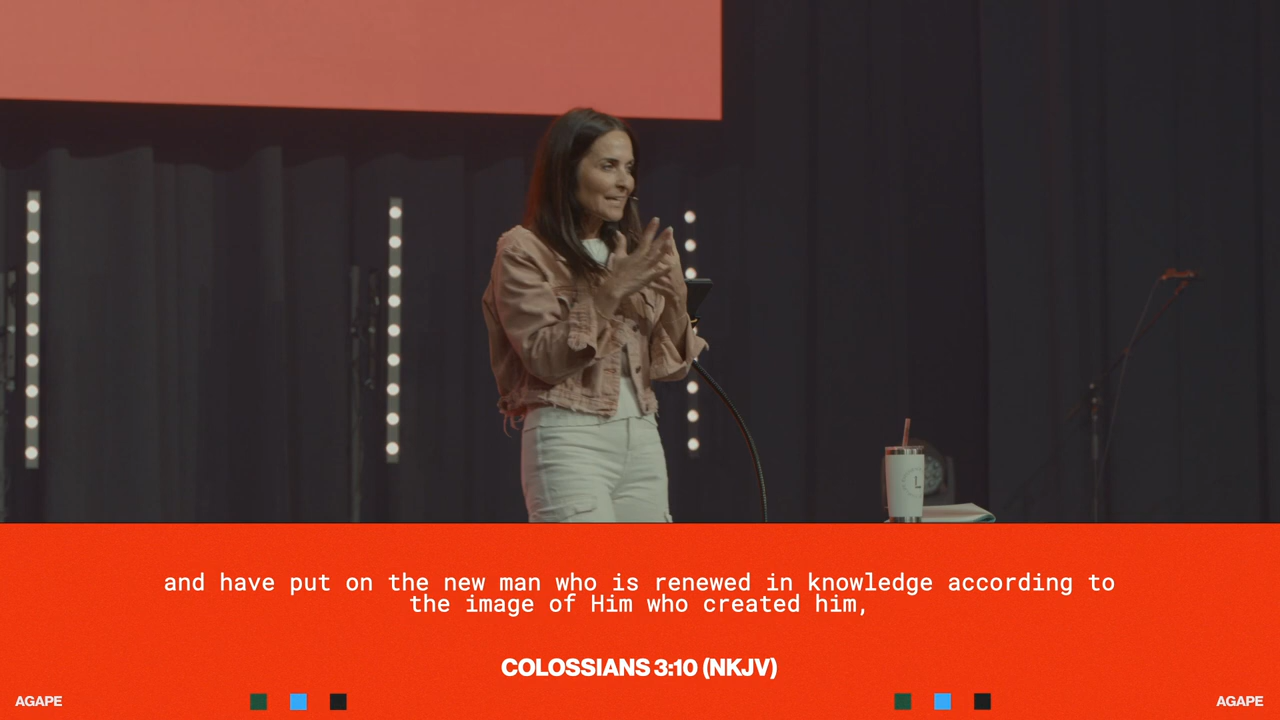 L
and have put on the new man who is renewed in knowledge according to
the image of Him who created him,
COLOSSIANS 3:10 (NKJV)
AGAPE
AGAPE